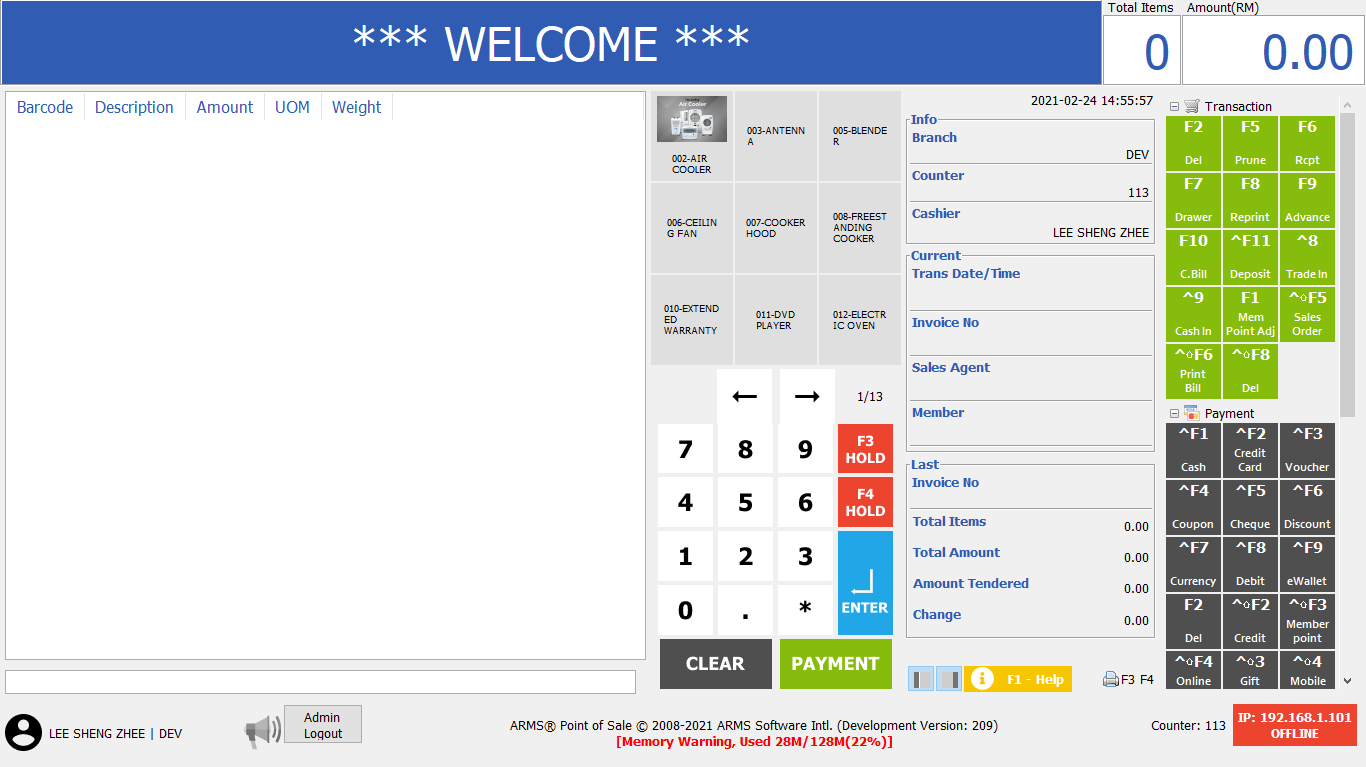 *** WELCOME ***
Total Items
0
Amount(RM)
0.00
Barcode
Description
Amount
UOM
Weight
Air Cooler
002-AIR
COOLER
003-ANTENN
A
005-BLENDE
R
006-CEILIN
G FAN
007-COOKER
HOOD
008-FREEST
ANDING
COOKER
010-EXTEND
ED
WARRANTY
011-DVD
PLAYER
012-ELECTR
IC OVEN
← → 1/13
7 8 9
F3
HOLD
4 5 6
F4
HOLD
1 2 3
0 . *
ENTER
CLEAR
PAYMENT
2021-02-24 14:55:57
Info
Branch
DEV
Counter
113
Cashier
LEE SHENG ZHEE
Current
Trans Date/Time
Invoice No
Sales Agent
Member
Last
Invoice No
Total Items 0.00
Total Amount 0.00
Amount Tendered 0.00
Change 0.00
F1 - Help
F3 F4
Transaction
F2
Del
F5
Prune
F6
Rcpt
F7
Drawer
F8
Reprint
F9
Advance
F10
C.Bill
^F11
Deposit
^8
Trade In
^9
Cash In
F1
Mem
Point Adj
^⇧F5
Sales
Order
^⇧F6
Print
Bill
^⇧F8
Del
Payment
^F1
Cash
^F2
Credit
Card
^F3
Voucher
^F4
Coupon
^F5
Cheque
^F6
Discount
^F7
Currency
^F8
Debit
^F9
eWallet
F2
Del
^⇧F2
Credit
^⇧F3
Member
point
^⇧F4
Online
^⇧3
Gift
^⇧4
Mobile
LEE SHENG ZHEE | DEV
Admin
Logout
ARMS® Point of Sale © 2008-2021 ARMS Software Intl. (Development Version: 209)
[Memory Warning, Used 28M/128M(22%)]
Counter: 113
IP: 192.168.1.101
OFFLINE